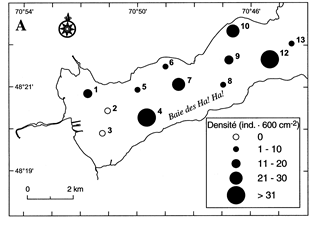 70°54'
70°50'
70°46'
A
10
13
12
6
9
48°21'
1
5
7
8
2
Baie des Ha! Ha!
4
3
Densité (ind. · 600 cm⁻²)
0
1 - 10
11 - 20
21 - 30
> 31
48°19'
0
2 km